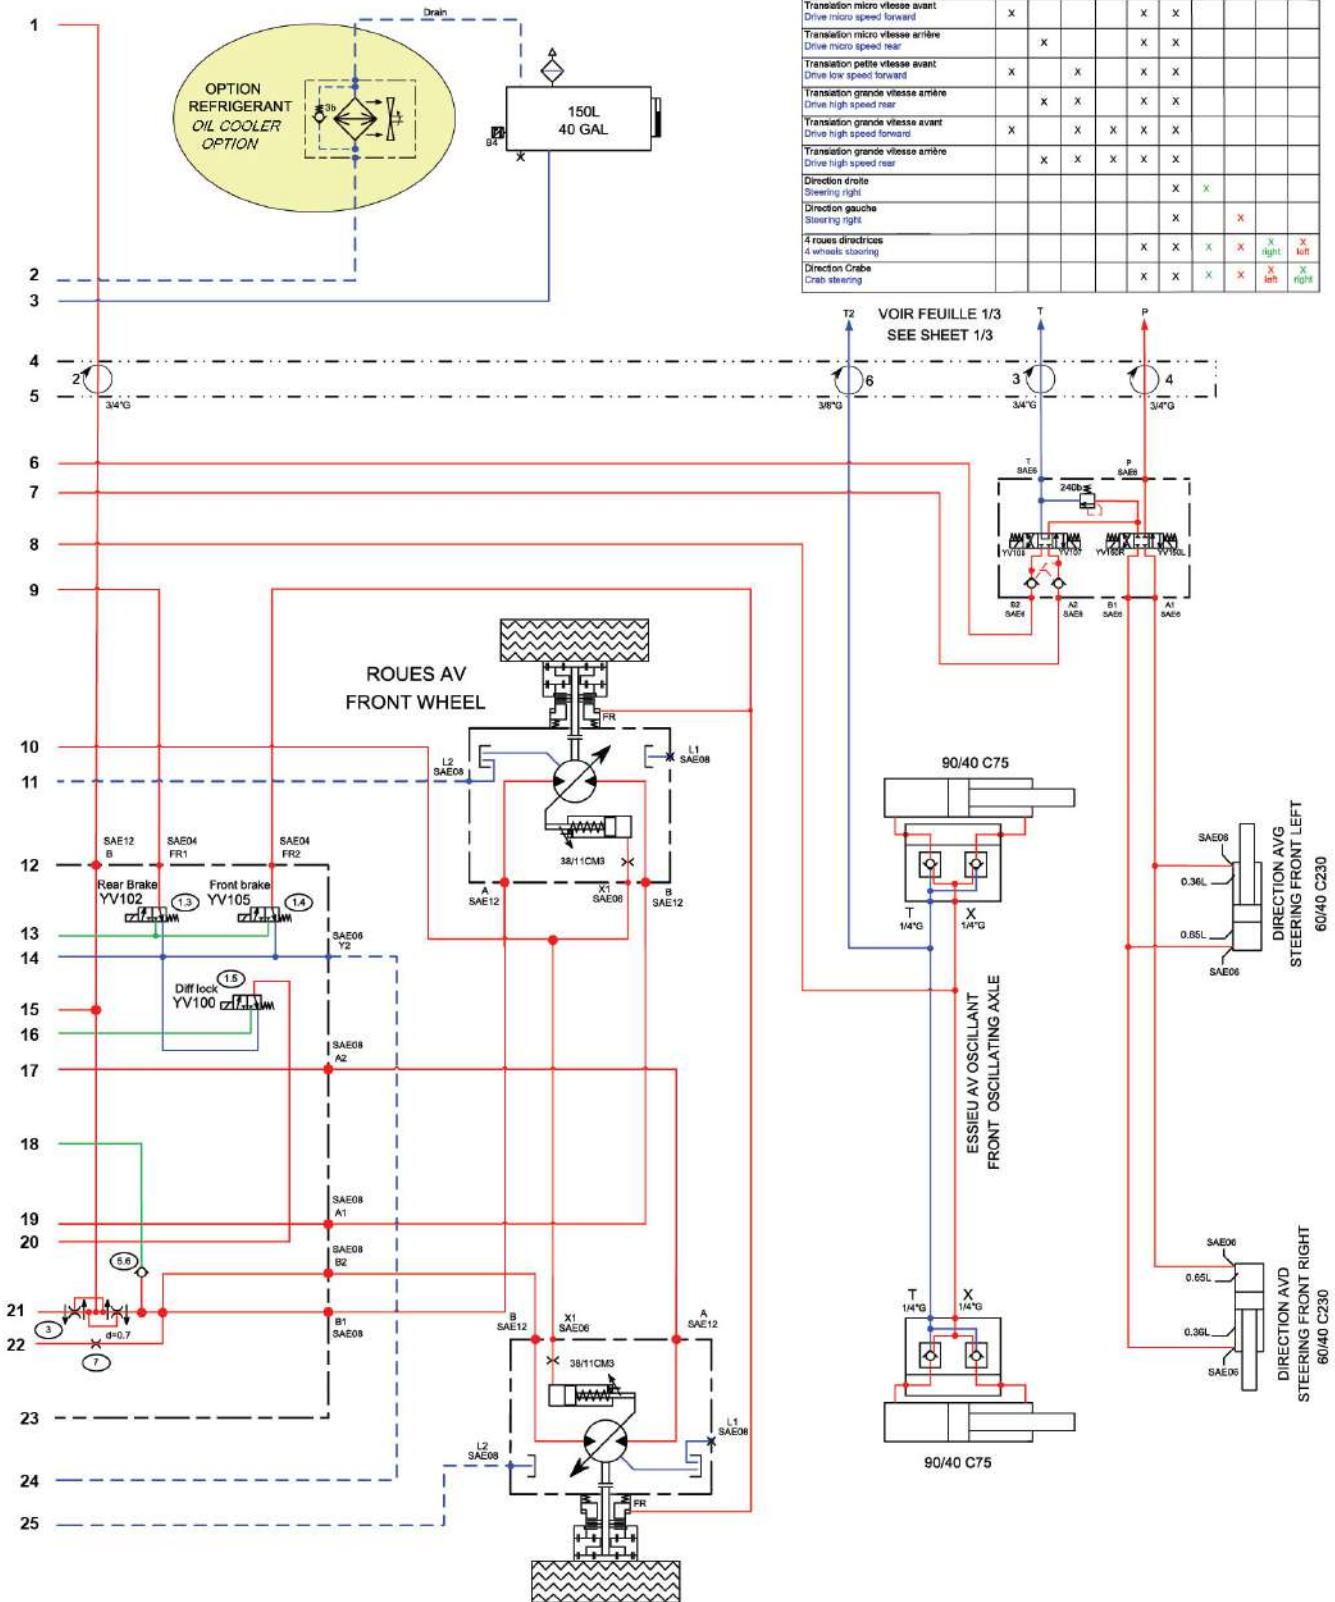 1
Drain
OPTION
REFRIGERANT
OIL COOLER
OPTION
3b
150L
40 GAL
B4
Translation micro vitesse avant
Drive micro speed forward
X X X
Translation micro vitesse arrière
Drive micro speed rear
X X X
Translation petite vitesse avant
Drive low speed forward
X X X X
Translation grande vitesse arrière
Drive high speed rear
X X X X
Translation grande vitesse avant
Drive high speed forward
X X X X X
Translation grande vitesse arrière
Drive high speed rear
X X X X X
Direction droite
Steering right
X X
Direction gauche
Steering right
X X
4 roues directrices
4 wheels steering
X X X X X right X left
Direction Crabe
Crab steering
X X X X X left X right
2
3
T2
VOIR FEUILLE 1/3
SEE SHEET 1/3
T
P
4
2
6
3
4
5
3/4"G
3/8"G
3/4"G
3/4"G
6
7
8
9
T
SAE6
P
SAE6
240b
YV108
YV107
YV160R
YV160L
B2
SAE6
A2
SAE6
B1
SAE6
A1
SAE6
ROUES AV
FRONT WHEEL
FR
10
11
L2
SAE08
L1
SAE08
38/11CM3
A
SAE12
X1
SAE06
B
SAE12
90/40 C75
T
1/4"G
X
1/4"G
SAE06
0.36L
0.65L
SAE06
DIRECTION AVG
STEERING FRONT LEFT
60/40 C230
SAE12
B
SAE04
FR1
SAE04
FR2
12
Rear Brake
YV102
1.3
Front brake
YV105
1.4
13
14
SAE06
Y2
Diff lock
YV100
1.5
15
16
17
SAE08
A2
ESSIEU AV OSCILLANT
FRONT OSCILLATING AXLE
18
19
20
SAE08
A1
5.6
SAE08
B2
21
22
3
d=0.7
7
B1
SAE08
B
SAE12
X1
SAE06
A
SAE12
38/11CM3
T
1/4"G
X
1/4"G
SAE06
0.65L
0.36L
SAE06
DIRECTION AVD
STEERING FRONT RIGHT
60/40 C230
23
24
25
L2
SAE08
L1
SAE08
FR
90/40 C75